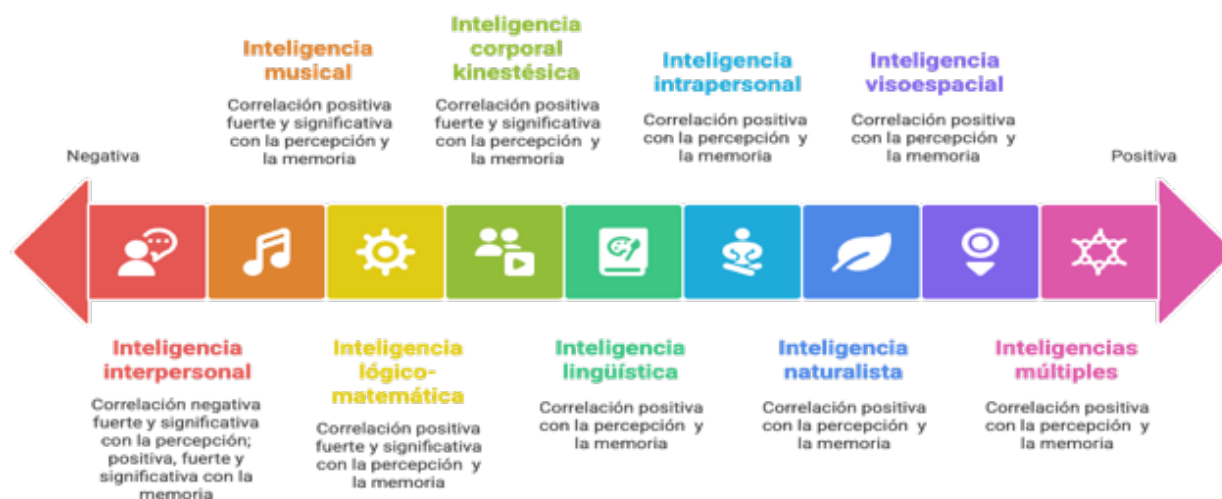 Inteligencia
musical
Correlación positiva
fuerte y significativa
con la percepción y
la memoria
Inteligencia
corporal
kinestésica
Correlación positiva
fuerte y significativa
con la percepción y
la memoria
Inteligencia
intrapersonal
Correlación positiva
con la percepción y
la memoria
Inteligencia
visoespacial
Correlación positiva
con la percepción y
la memoria
Negativa
Positiva
Inteligencia
interpersonal
Correlación negativa
fuerte y significativa
con la percepción;
positiva, fuerte y
significativa con la
memoria
Inteligencia
lógico-
matemática
Correlación positiva
fuerte y significativa
con la percepción y
la memoria
Inteligencia
lingüística
Correlación positiva
con la percepción y
la memoria
Inteligencia
naturalista
Correlación positiva
con la percepción y
la memoria
Inteligencias
múltiples
Correlación positiva
con la percepción y
la memoria